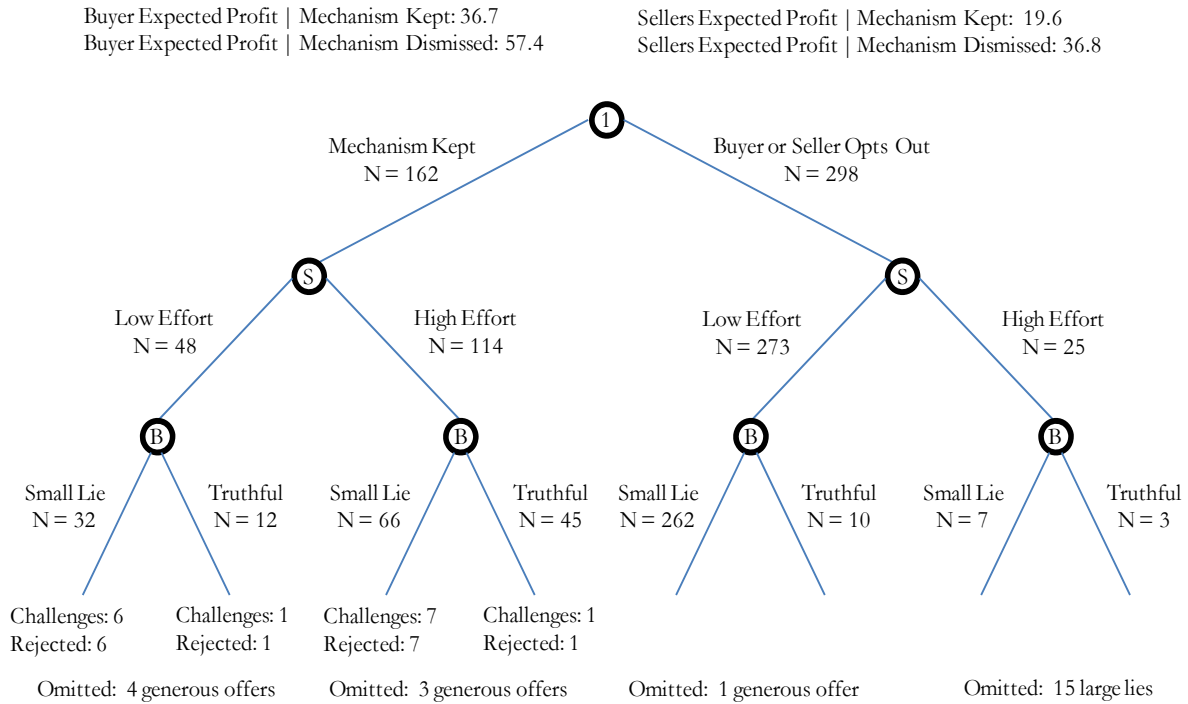 Buyer Expected Profit | Mechanism Kept: 36.7
Buyer Expected Profit | Mechanism Dismissed: 57.4
Sellers Expected Profit | Mechanism Kept: 19.6
Sellers Expected Profit | Mechanism Dismissed: 36.8
1
Mechanism Kept
N = 162
Buyer or Seller Opts Out
N = 298
S
S
Low Effort
N = 48
High Effort
N = 114
Low Effort
N = 273
High Effort
N = 25
B
B
B
B
Small Lie
N = 32
Truthful
N = 12
Small Lie
N = 66
Truthful
N = 45
Small Lie
N = 262
Truthful
N = 10
Small Lie
N = 7
Truthful
N = 3
Challenges: 6
Rejected: 6
Challenges: 1
Rejected: 1
Challenges: 7
Rejected: 7
Challenges: 1
Rejected: 1
Omitted: 4 generous offers
Omitted: 3 generous offers
Omitted: 1 generous offer
Omitted: 15 large lies